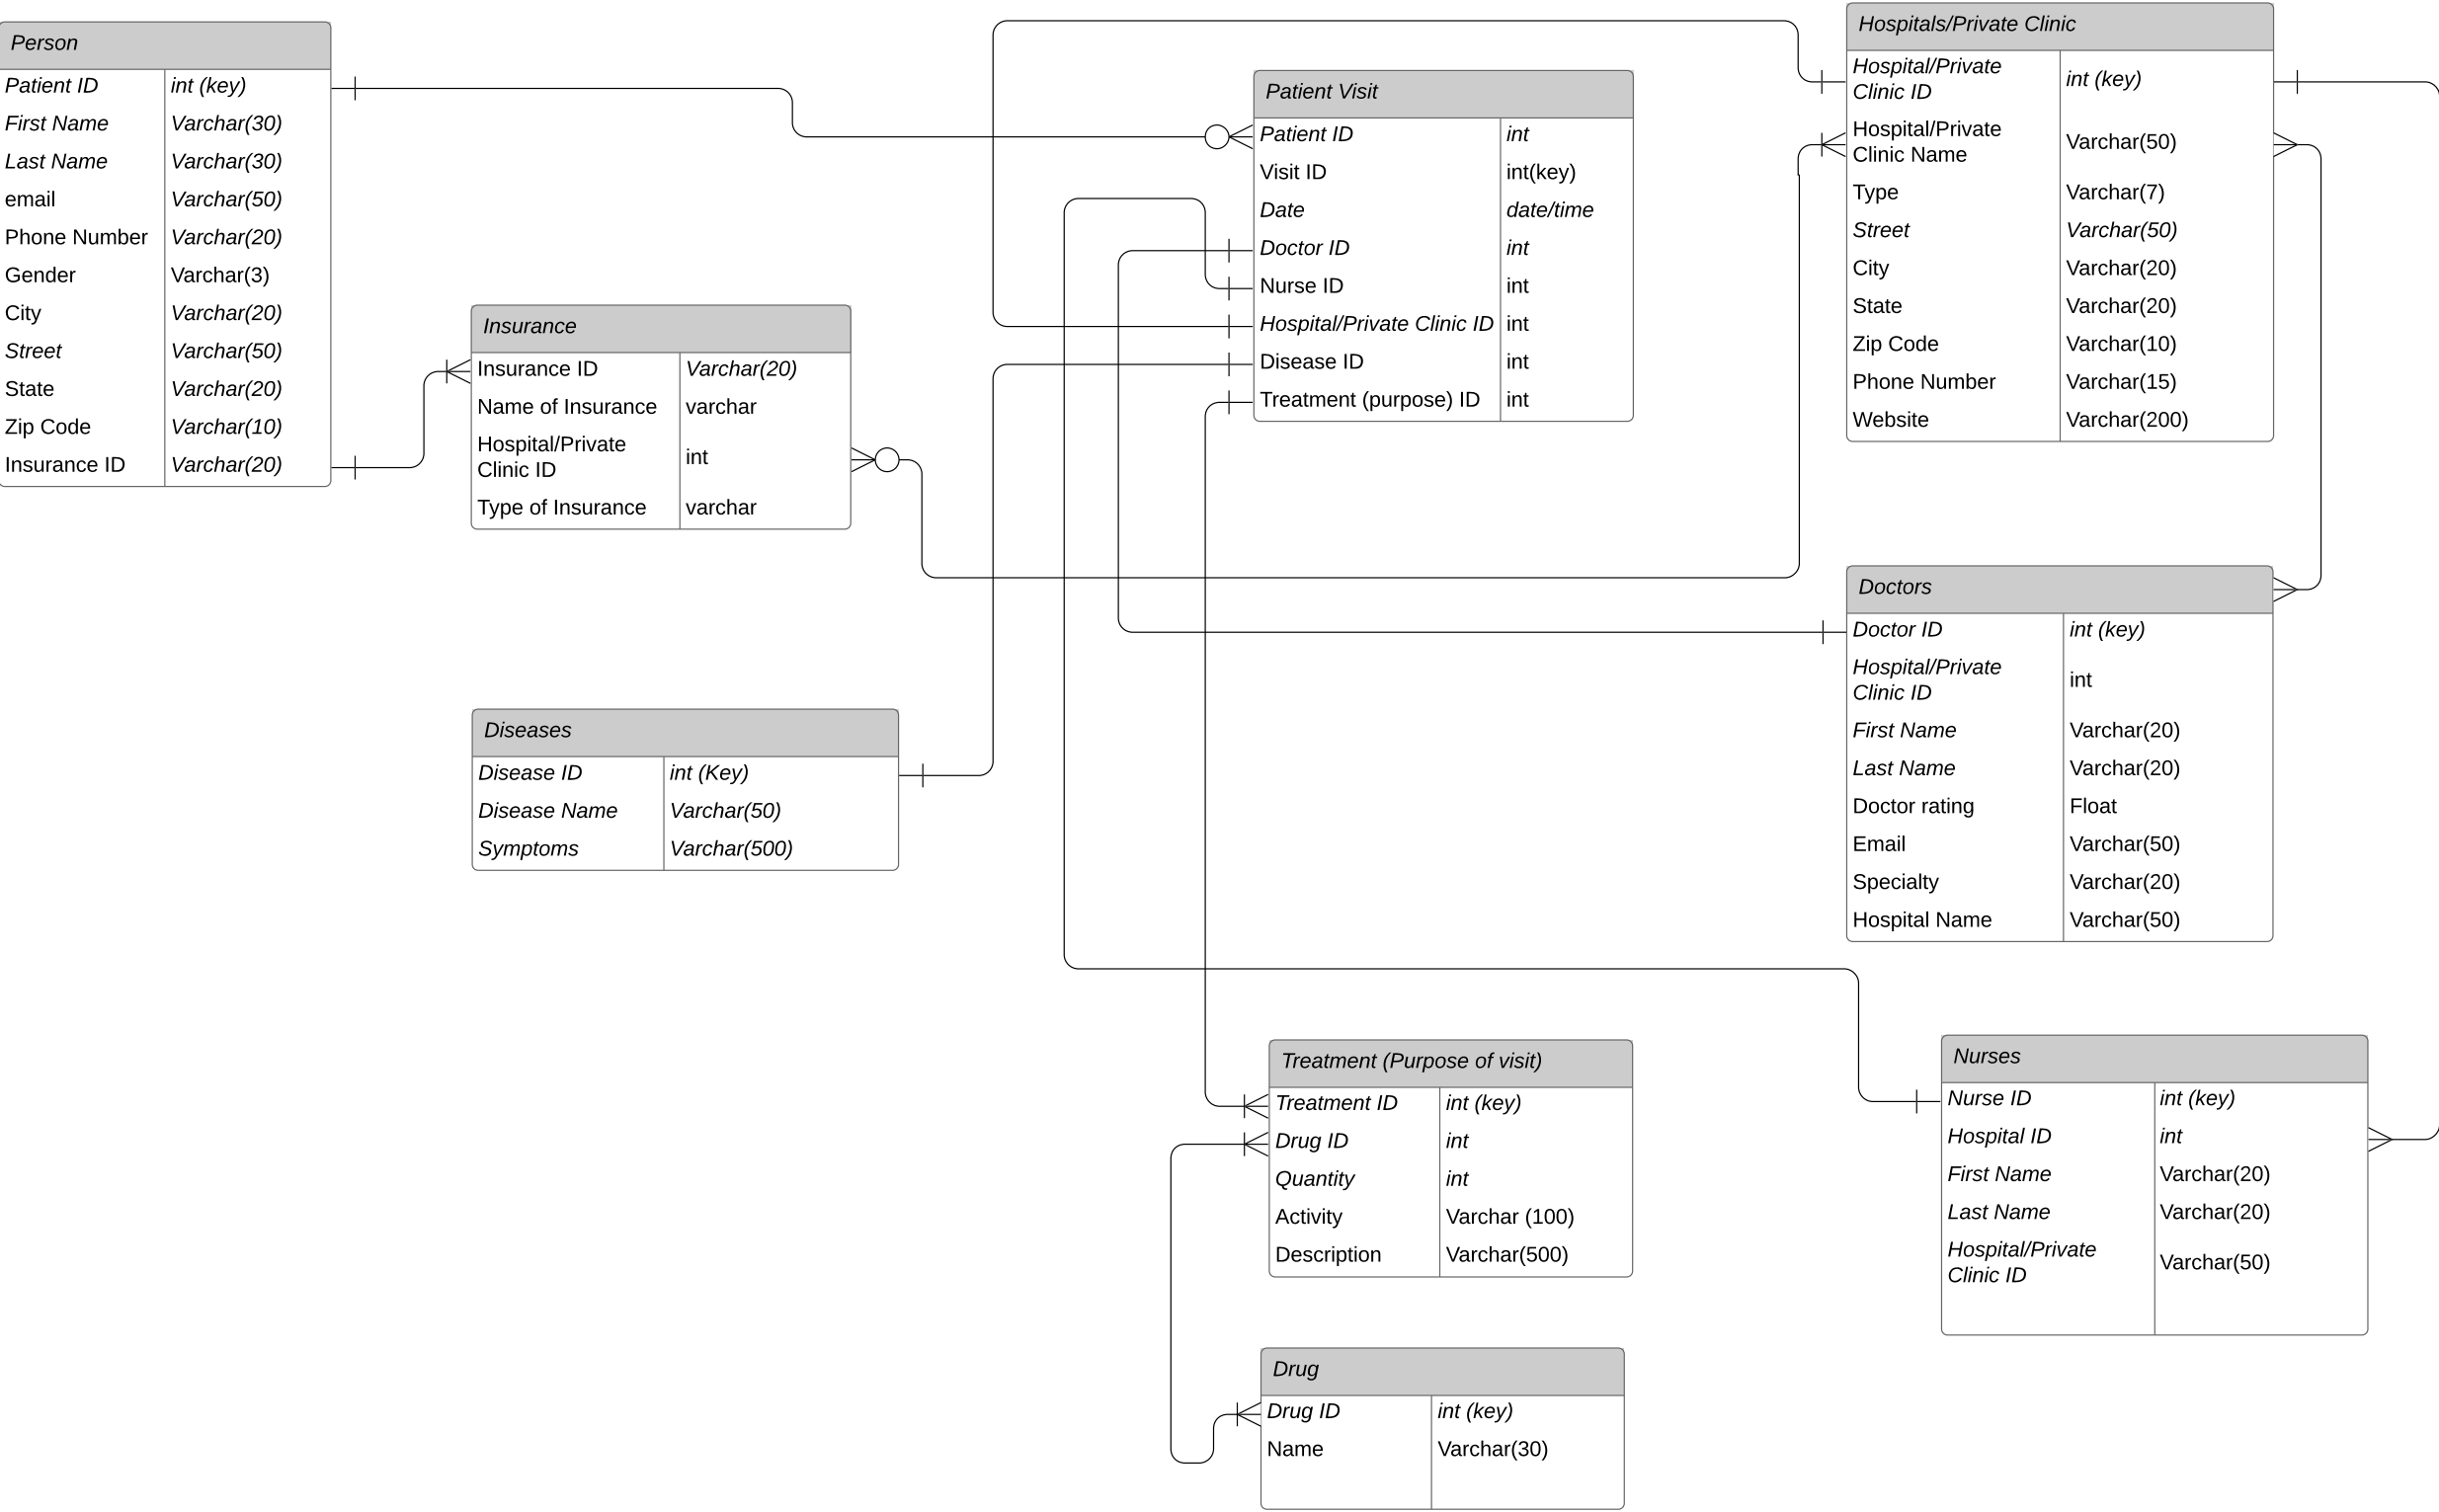 Person
Patient ID int (key)
First Name Varchar(30)
Last Name Varchar(30)
email Varchar(50)
Phone Number Varchar(20)
Gender Varchar(3)
City Varchar(20)
Street Varchar(50)
State Varchar(20)
Zip Code Varchar(10)
Insurance ID Varchar(20)
Insurance
Insurance ID Varchar(20)
Name of Insurance varchar
Hospital/Private
Clinic ID int
Type of Insurance varchar
Diseases
Disease ID int (Key)
Disease Name Varchar(50)
Symptoms Varchar(500)
Patient Visit
Patient ID int
Visit ID int(key)
Date date/time
Doctor ID int
Nurse ID int
Hospital/Private Clinic ID int
Disease ID int
Treatment (purpose) ID int
Treatment (Purpose of visit)
Treatment ID int (key)
Drug ID int
Quantity int
Activity Varchar (100)
Description Varchar(500)
Drug
Drug ID int (key)
Name Varchar(30)
Hospitals/Private Clinic
Hospital/Private
Clinic ID int (key)
Hospital/Private
Clinic Name Varchar(50)
Type Varchar(7)
Street Varchar(50)
City Varchar(20)
State Varchar(20)
Zip Code Varchar(10)
Phone Number Varchar(15)
Website Varchar(200)
Doctors
Doctor ID int (key)
Hospital/Private
Clinic ID int
First Name Varchar(20)
Last Name Varchar(20)
Doctor rating Float
Email Varchar(50)
Specialty Varchar(20)
Hospital Name Varchar(50)
Nurses
Nurse ID int (key)
Hospital ID int
First Name Varchar(20)
Last Name Varchar(20)
Hospital/Private
Clinic ID Varchar(50)